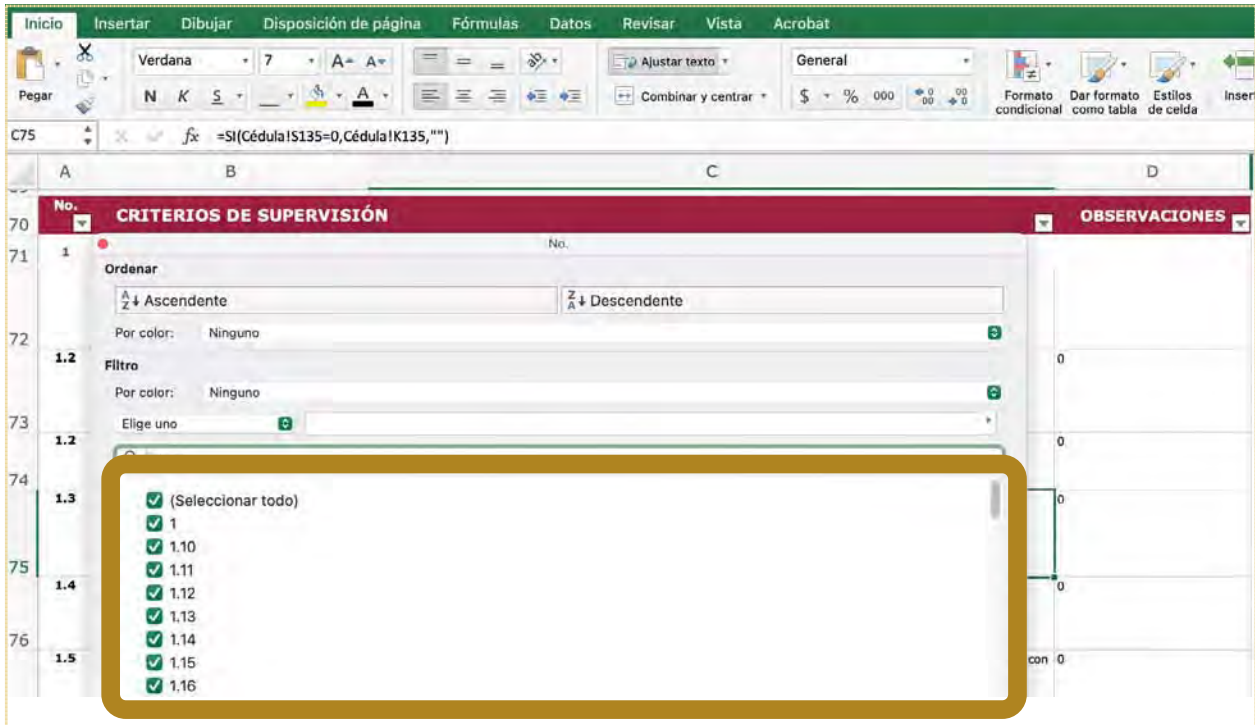 Inicio Insertar Dibujar Disposición de página Fórmulas Datos Revisar Vista Acrobat
Pegar
Verdana 7 A A
N K S A
Ajustar texto
Combinar y centrar
General
$ % 000
Formato condicional
Dar formato como tabla
Estilos de celda
Inser
C75 fx =SI(Cédula!S135=0,Cédula!K135,"")
A B C D
70 No. CRITERIOS DE SUPERVISIÓN OBSERVACIONES
71 1
No.
Ordenar
Ascendente Descendente
Por color: Ninguno
72
1.2 0
Filtro
Por color: Ninguno
73
Elige uno
1.2 0
74
1.3 0
(Seleccionar todo)
1
1.10
75
1.11
1.4 0
1.12
1.13
76
1.14
1.5 con 0
1.15
1.16